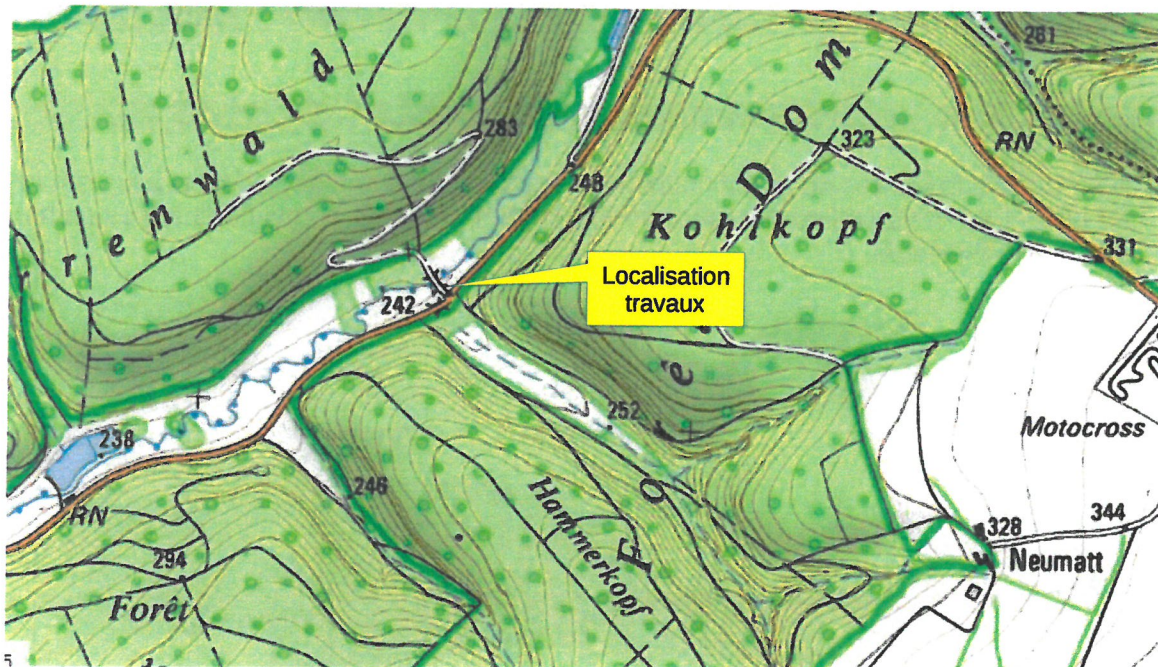 281
283
RN
323
248
D o m
r r e n w a l d
Kohlkopf
331
Localisation
travaux
242
252
Motocross
238
246
Hammerkopf
RN
344
328
Neumatt
294
Forêt
F o r ê
5